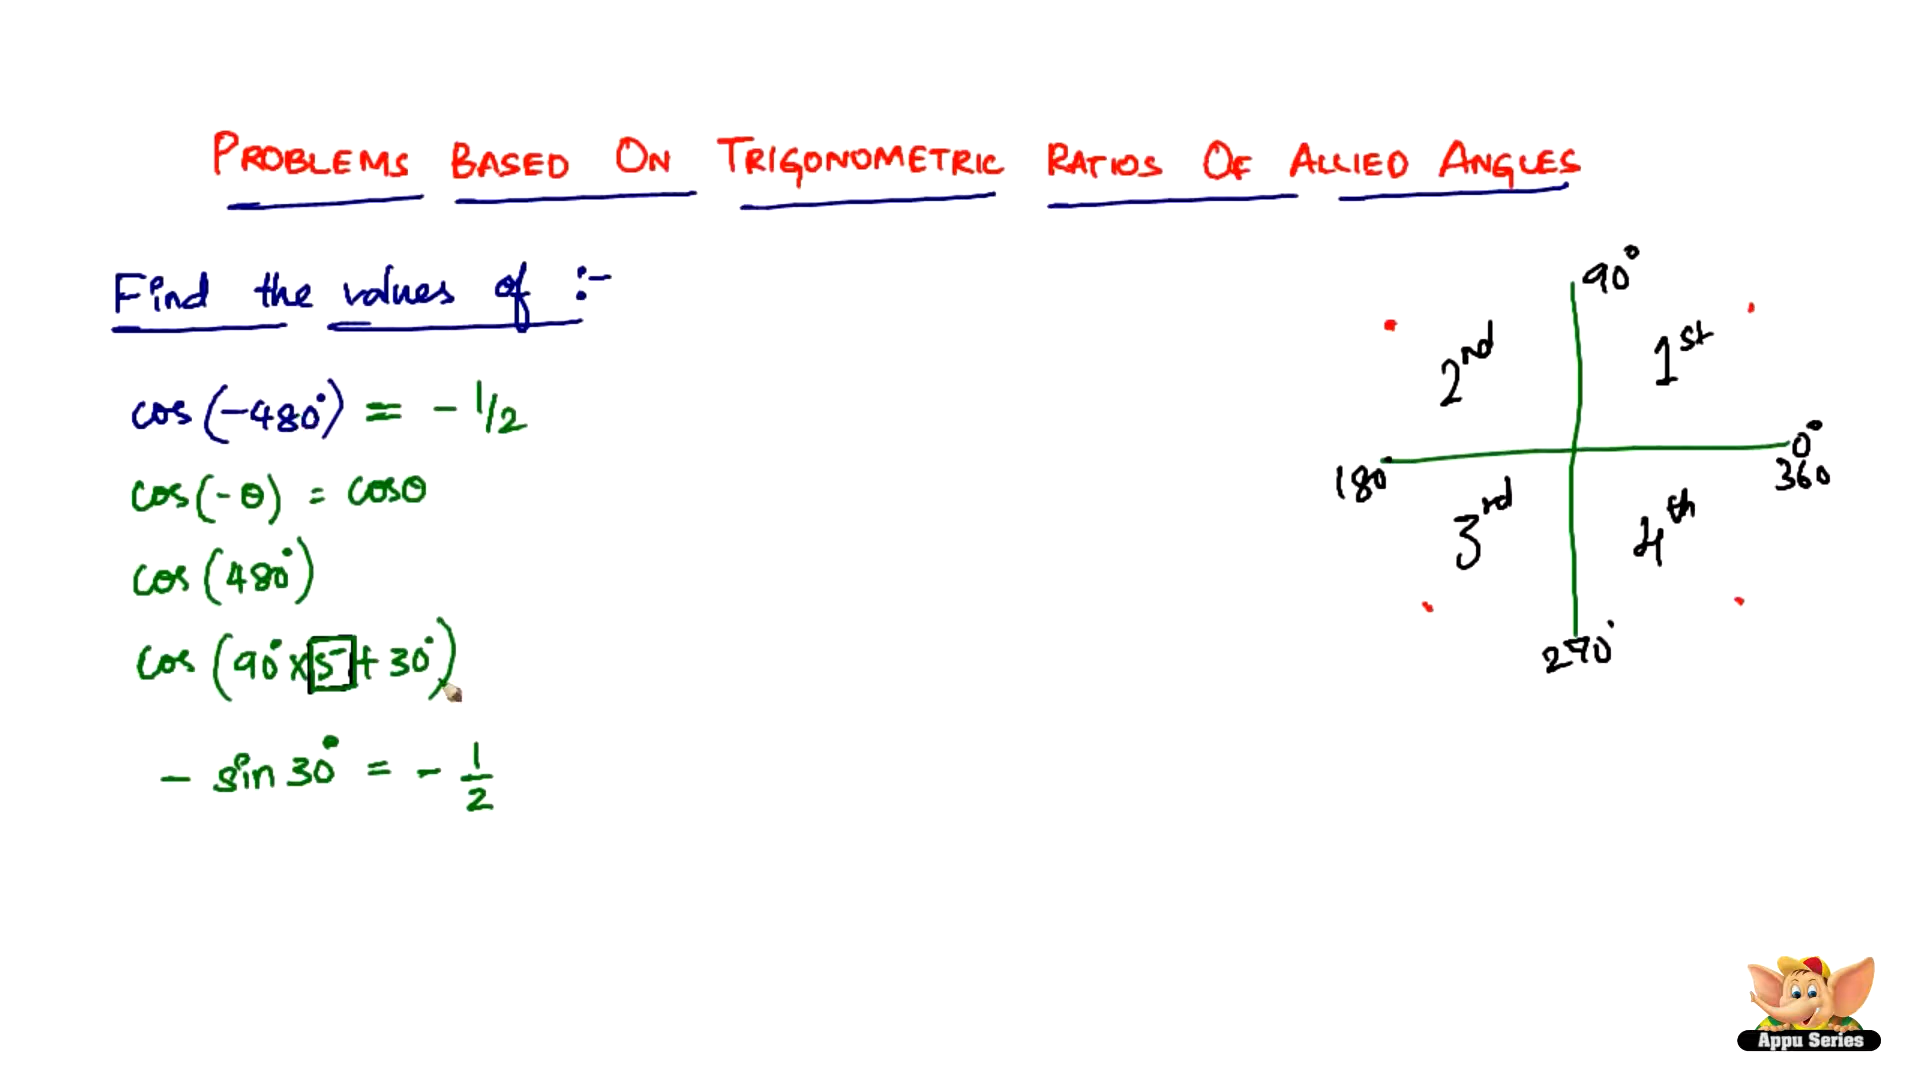 PROBLEMS BASED ON TRIGONOMETRIC RATIOS OF ALLIED ANGLES
Find the values of :-
cos (-480°) = - 1/2
cos (-θ) = cosθ
cos (480°)
cos (90° × 5 + 30°)
- sin 30° = - 1/2
90°
2nd
1st
180
0°
360
3rd
4th
270°
Appu Series